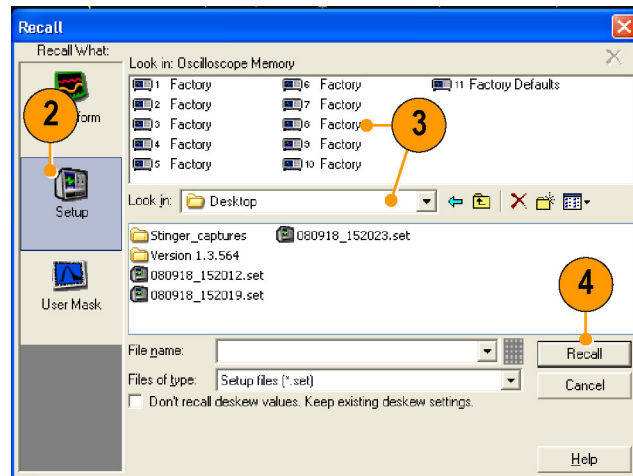 Recall
Recall What:
Look in: Oscilloscope Memory
1 Factory
6 Factory
11 Factory Defaults
2 Factory
7 Factory
3 Factory
8 Factory
4 Factory
9 Factory
5 Factory
10 Factory
2
form
3
Setup
Look in: Desktop
Stinger_captures
080918_152023.set
Version 1.3.564
080918_152012.set
080918_152019.set
User Mask
4
File name:
Recall
Files of type: Setup files (*.set)
Cancel
Don't recall deskew values. Keep existing deskew settings.
Help